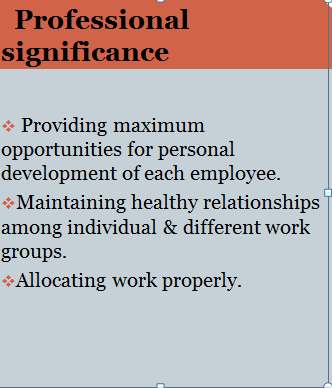 Professional
significance
❖ Providing maximum
opportunities for personal
development of each employee.
❖Maintaining healthy relationships
among individual & different work
groups.
❖Allocating work properly.